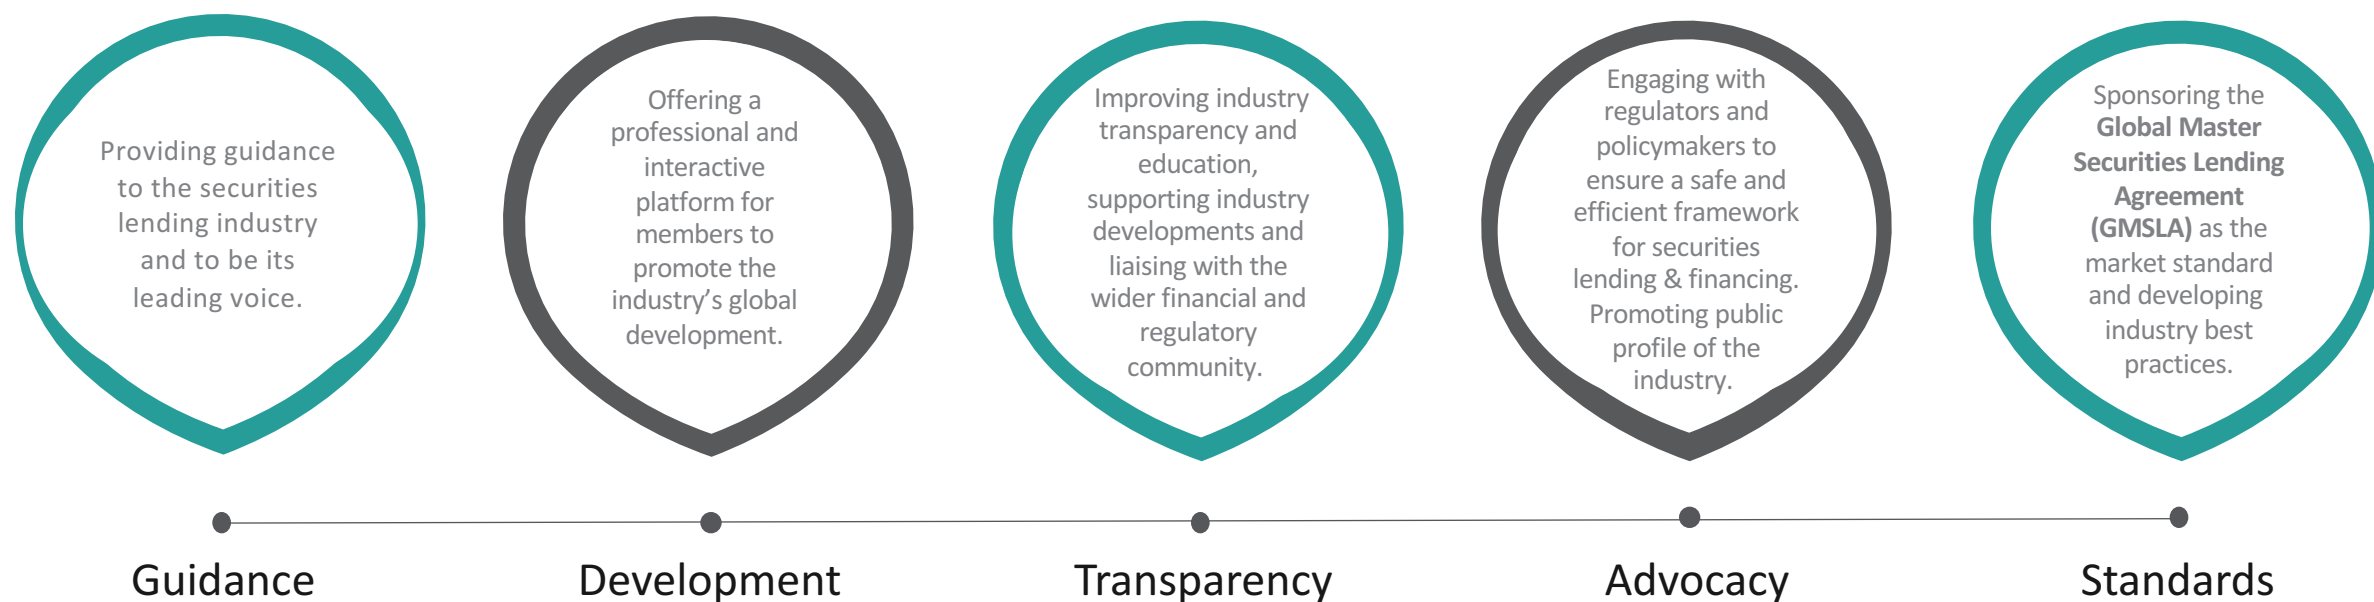 Providing guidance
to the securities
lending industry
and to be its
leading voice.
Offering a
professional and
interactive
platform for
members to
promote the
industry’s global
development.
Improving industry
transparency and
education,
supporting industry
developments and
liaising with the
wider financial and
regulatory
community.
Engaging with
regulators and
policymakers to
ensure a safe and
efficient framework
for securities
lending & financing.
Promoting public
profile of the
industry.
Sponsoring the
Global Master
Securities Lending
Agreement
(GMSLA) as the
market standard
and developing
industry best
practices.
Guidance
Development
Transparency
Advocacy
Standards